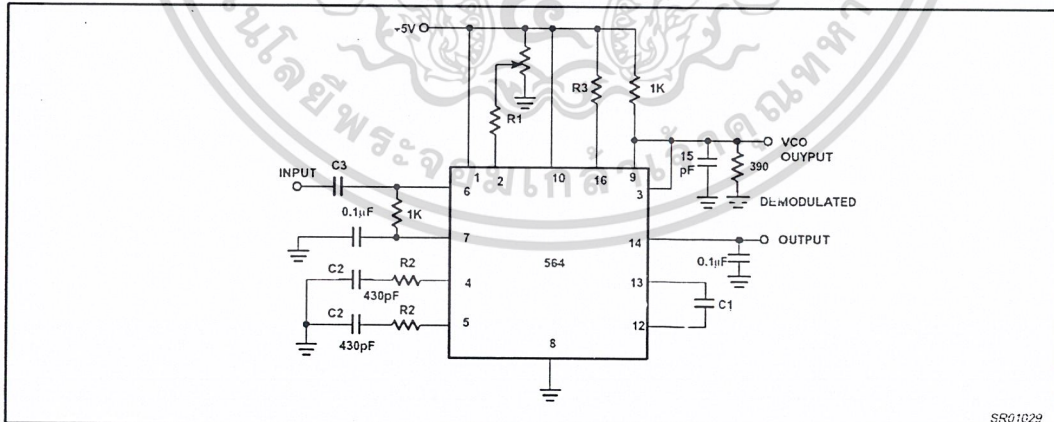 +5V
R3
1K
R1
INPUT
C3
0.1μF
1K
1
2
10
16
9
3
6
7
4
5
8
14
13
12
564
15
pF
390
VCO
OUYPUT
DEMODULATED
OUTPUT
0.1μF
C1
C2
R2
430pF
C2
R2
430pF
SR01029